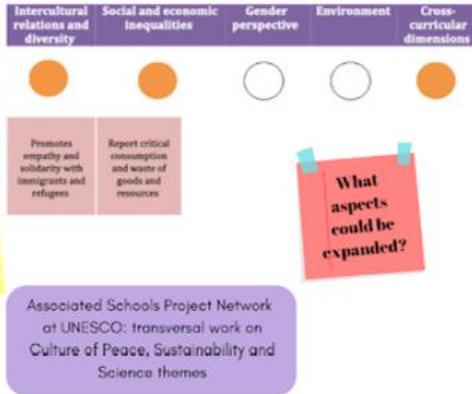 Intercultural
relations and
diversity
Social and economic
inequalities
Gender
perspective
Environment
Cross-
curricular
dimensions
Promotes
empathy and
solidarity with
immigrants and
refugees
Report critical
consumption
and waste of
goods and
resources
What
aspects
could be
expanded?
Associated Schools Project Network
at UNESCO: transversal work on
Culture of Peace, Sustainability and
Science themes